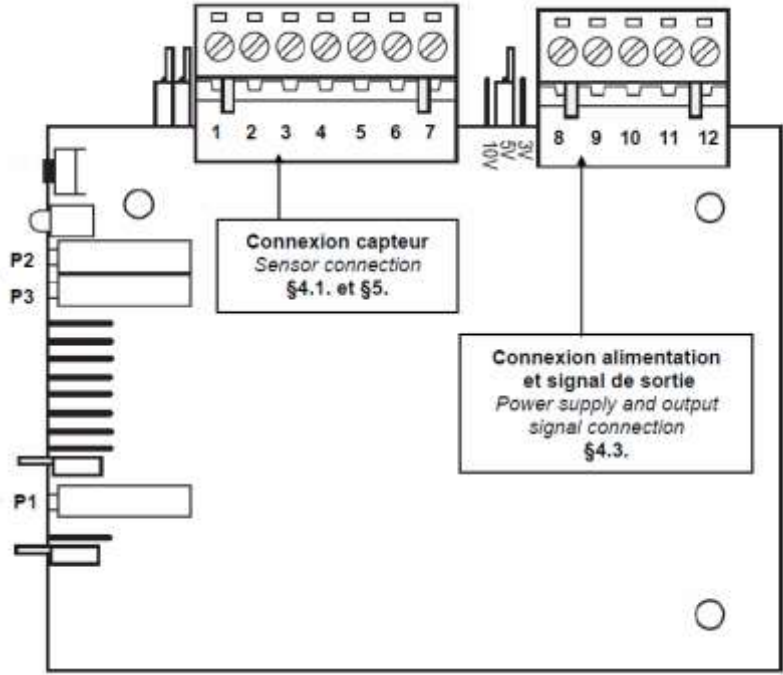 1 2 3 4 5 6 7
10V
5V
3V
8 9 10 11 12
P2
P3
Connexion capteur
Sensor connection
§4.1. et §5.
Connexion alimentation
et signal de sortie
Power supply and output
signal connection
§4.3.
P1